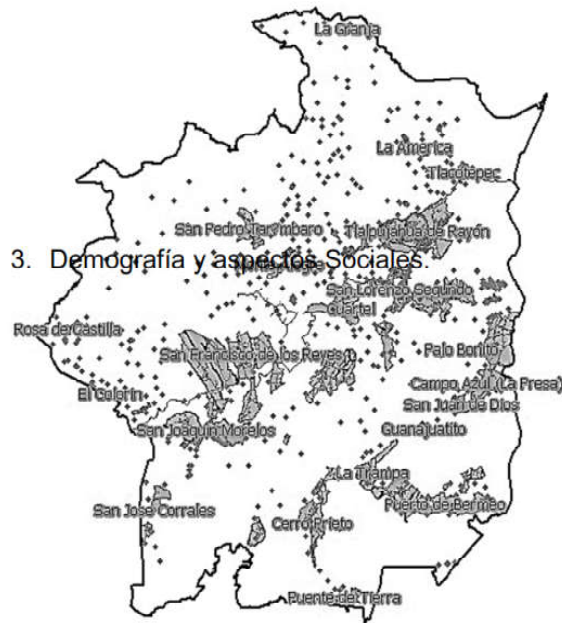 La Granja
La América
Tlacotepec
San Pedro Tarimbaro
Tlalpujahua de Rayón
3. Demografía y aspectos Sociales.
San Lorenzo Segundo
Cuartel
Rosa de Castilla
San Francisco de los Reyes
Palo Bonito
El Colorín
Campo Azul (La Presa)
San Juan de Dios
San Joaquín Morelos
Guanajuatito
La Trampa
San José Corrales
Puerto de Bermeo
Cerro Prieto
Puente de Tierra